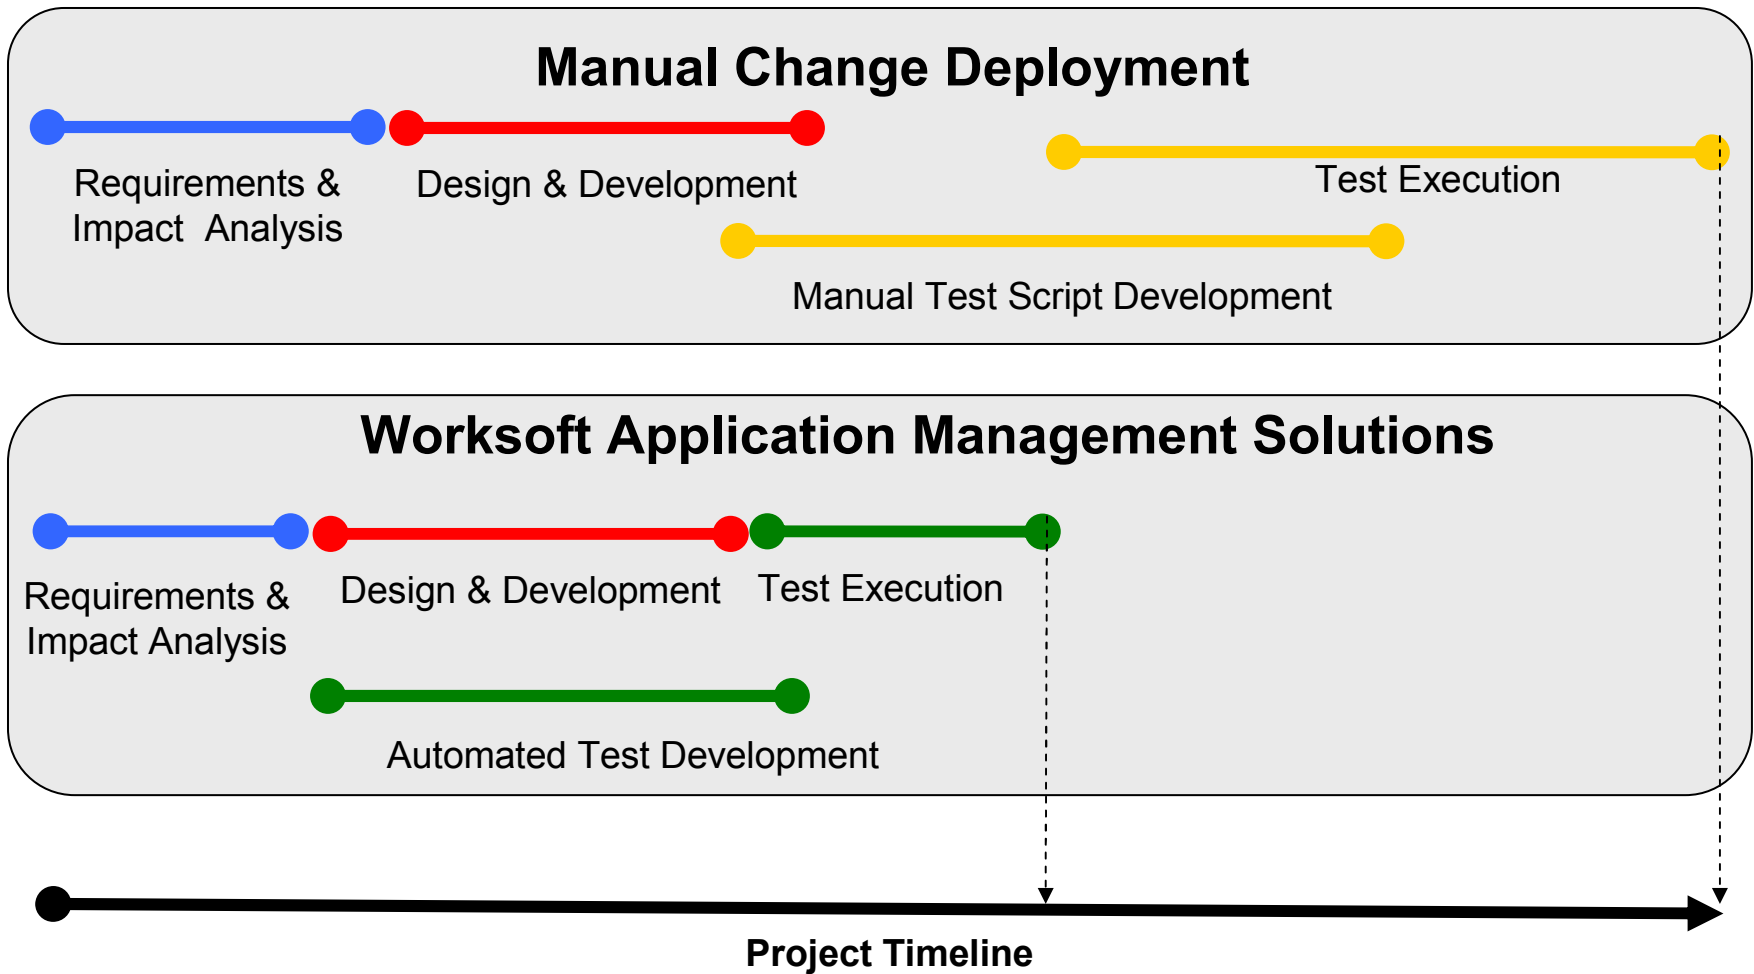 Manual Change Deployment
Requirements &
Impact  Analysis
Design & Development
Test Execution
Manual Test Script Development
Worksoft Application Management Solutions
Requirements &
Impact Analysis
Design & Development
Test Execution
Automated Test Development
Project Timeline